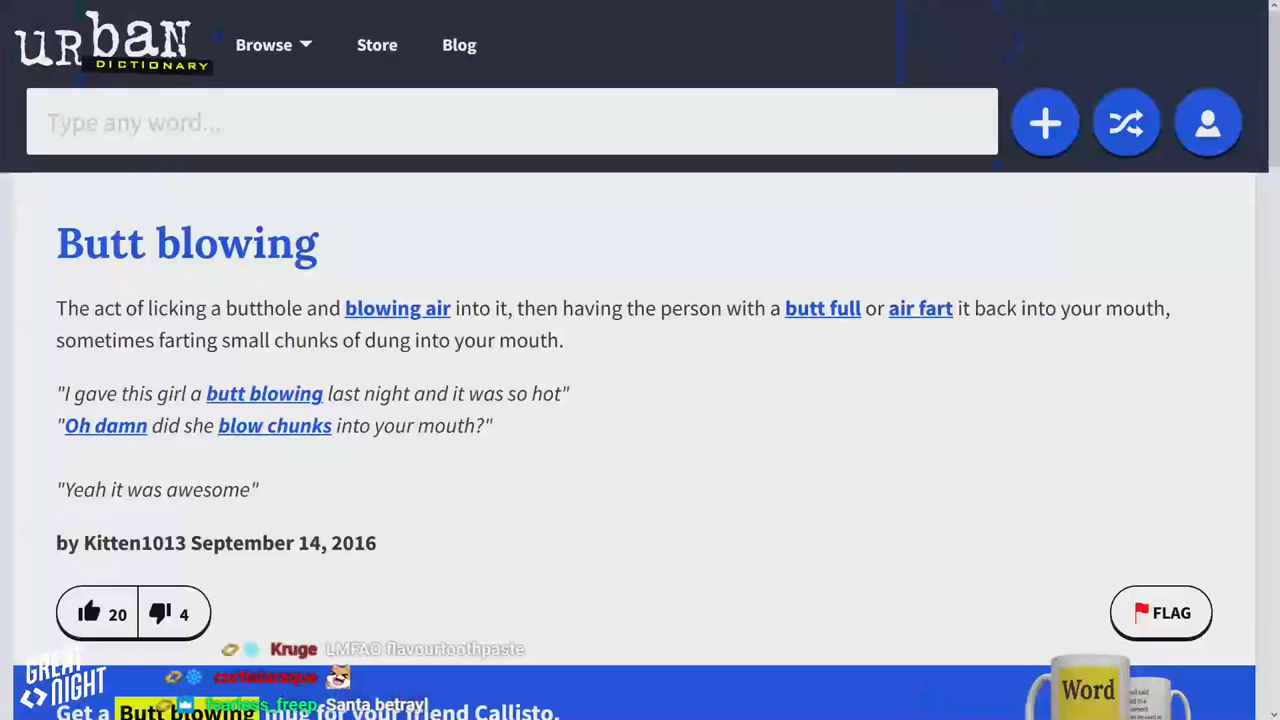 urban
DICTIONARY
Browse
Store
Blog
Type any word...
Butt blowing
The act of licking a butthole and blowing air into it, then having the person with a butt full or air fart it back into your mouth,
sometimes farting small chunks of dung into your mouth.
"I gave this girl a butt blowing last night and it was so hot"
"Oh damn did she blow chunks into your mouth?"
"Yeah it was awesome"
by Kitten1013 September 14, 2016
20
4
FLAG
Kruge LMFAO flavourtoothpaste
fearless_freep Santa betray
GREAT
NIGHT
Get a Butt blowing mug for your friend Callisto.
Word